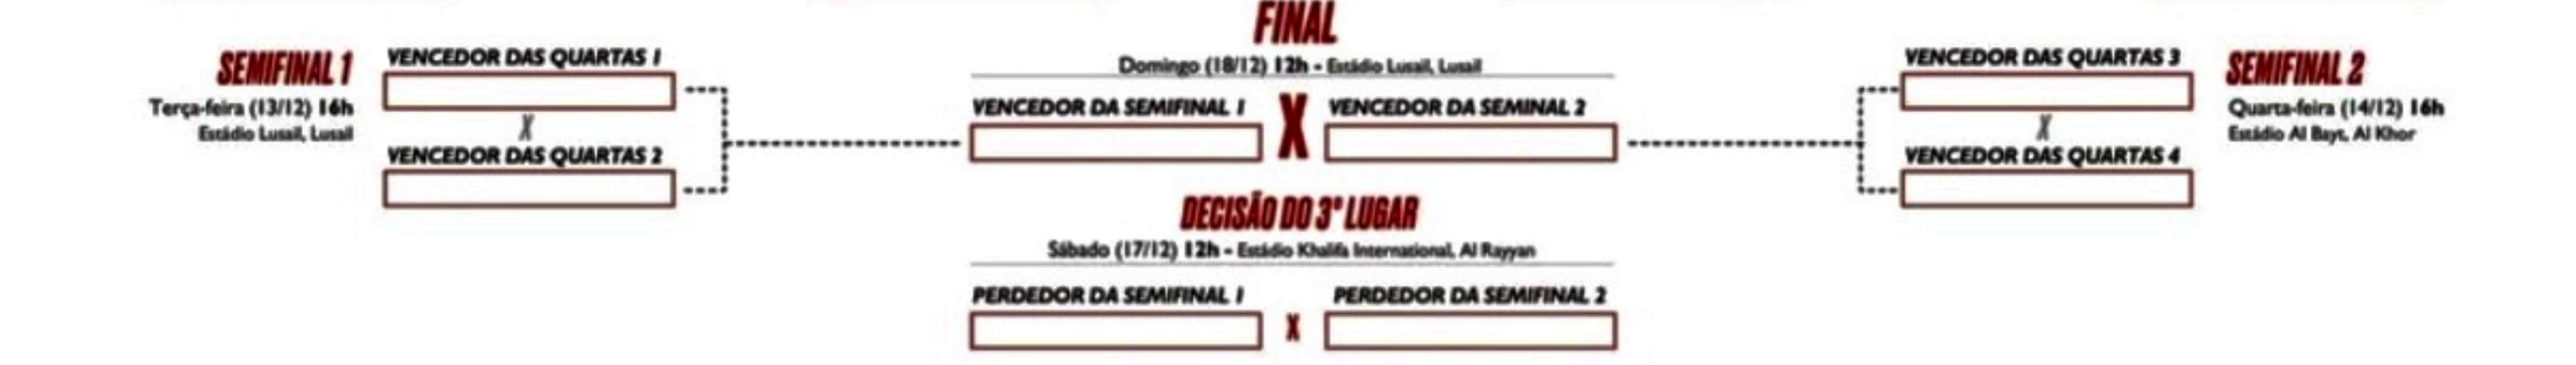 SEMIFINAL 1
Terça-feira (13/12) 16h
Estádio Lusail, Lusail
VENCEDOR DAS QUARTAS 1
X
VENCEDOR DAS QUARTAS 2
FINAL
Domingo (18/12) 12h - Estádio Lusail, Lusail
VENCEDOR DA SEMIFINAL 1 X VENCEDOR DA SEMINAL 2
DECISÃO DO 3º LUGAR
Sábado (17/12) 12h - Estádio Khalifa International, Al Rayyan
PERDEDOR DA SEMIFINAL 1 X PERDEDOR DA SEMIFINAL 2
VENCEDOR DAS QUARTAS 3
X
VENCEDOR DAS QUARTAS 4
SEMIFINAL 2
Quarta-feira (14/12) 16h
Estádio Al Bayt, Al Khor